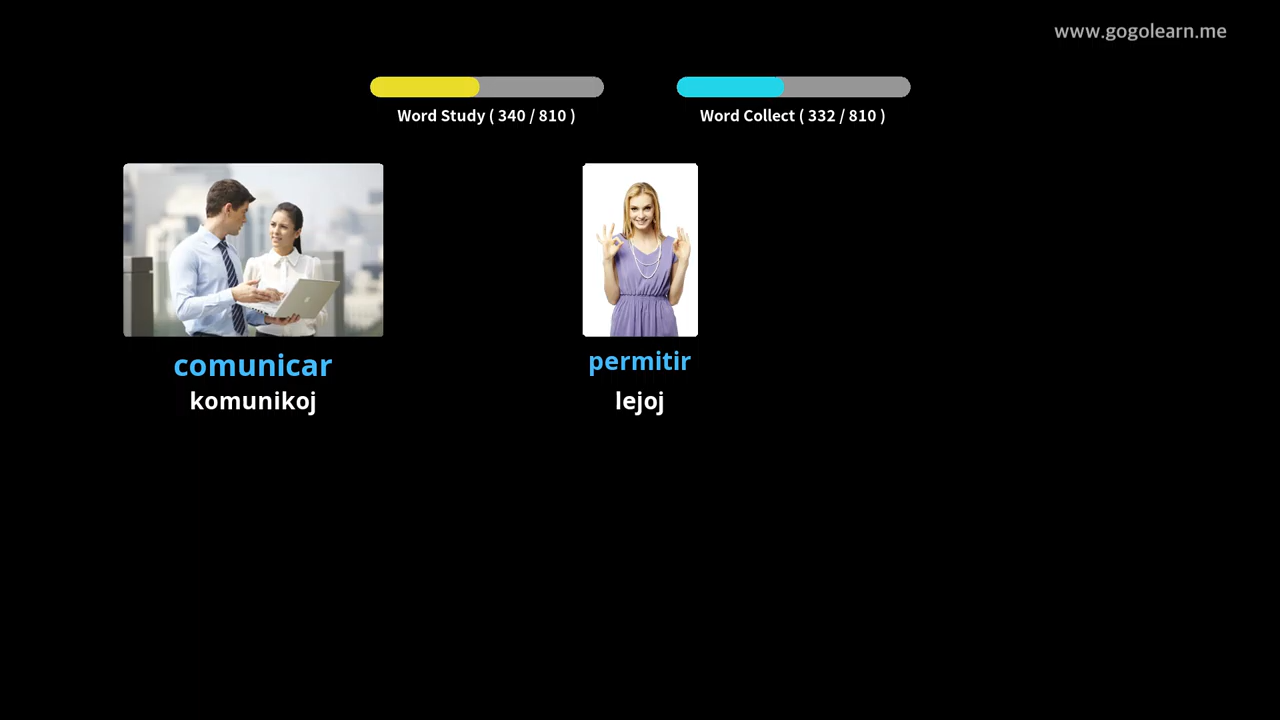 www.gogolearn.me
Word Study ( 340 / 810 )
Word Collect ( 332 / 810 )
comunicar
komunikoj
permitir
lejoj